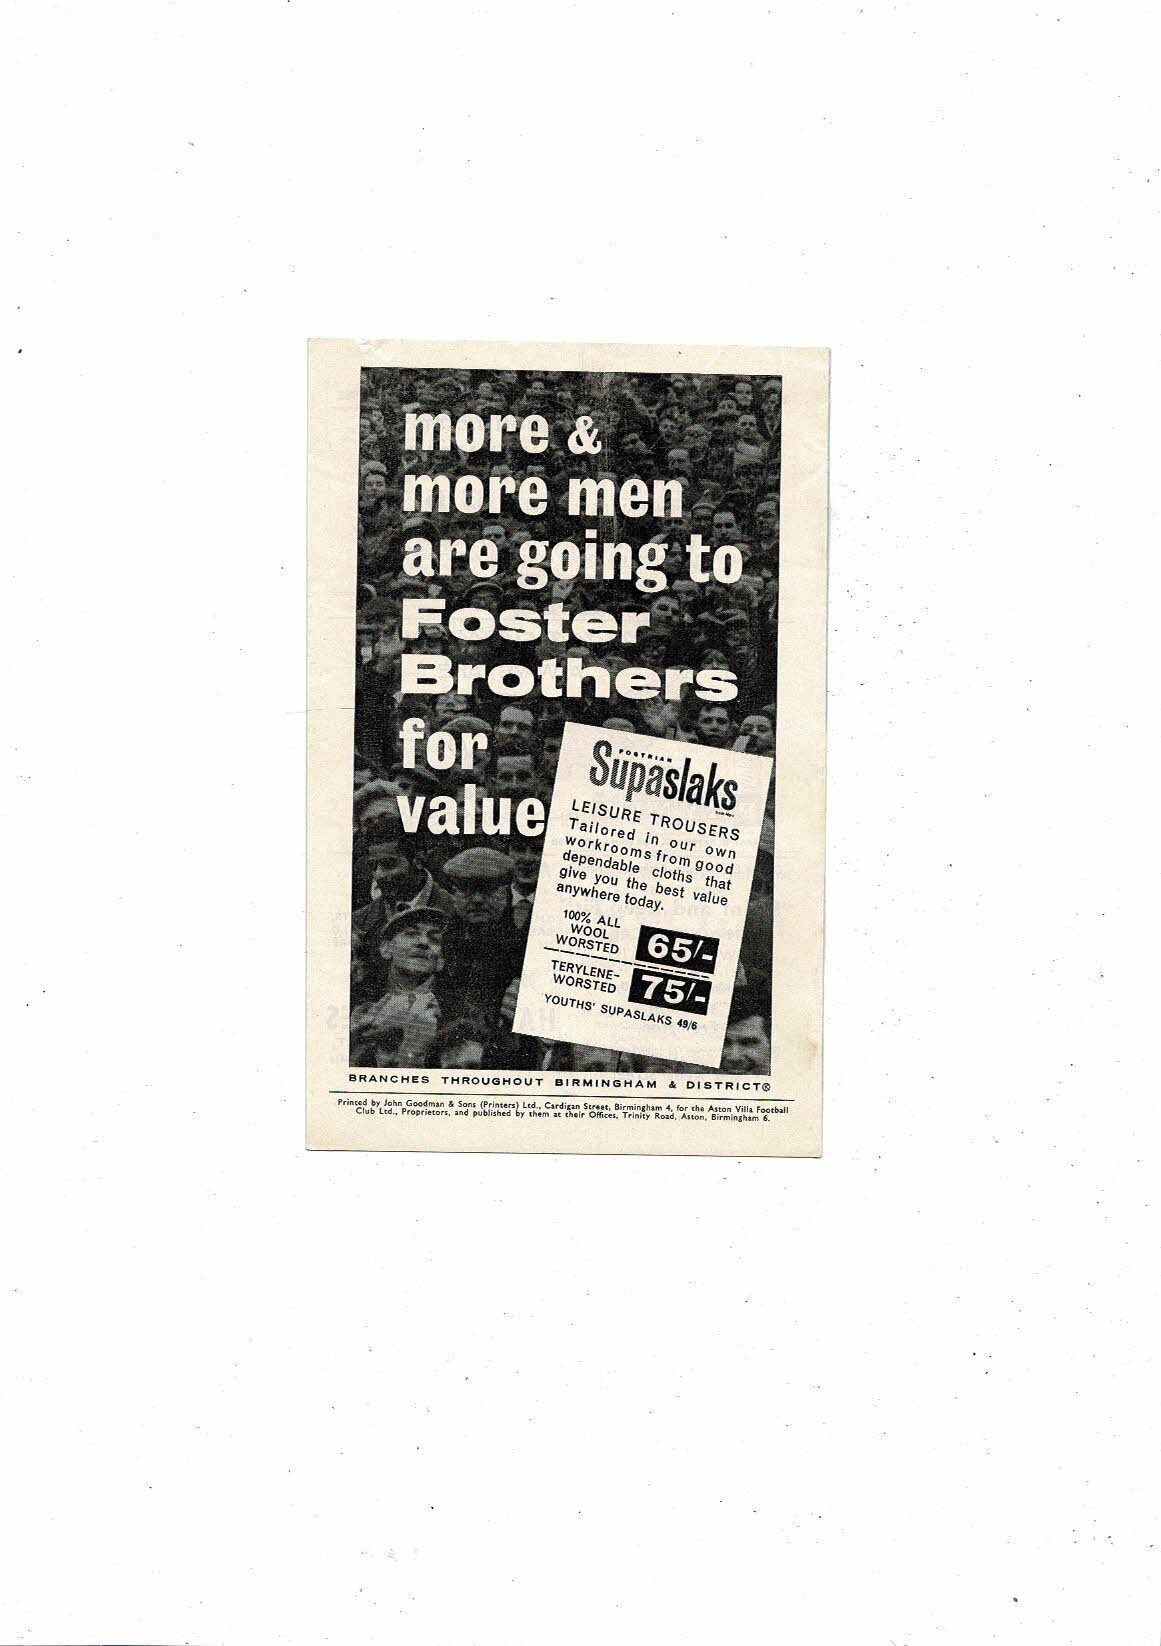 more &
more men
are going to
Foster
Brothers
for
value
FOSTRIAN
Supaslaks
Trade Mark
LEISURE TROUSERS
Tailored in our own
workrooms from good
dependable cloths that
give you the best value
anywhere today.
100% ALL
WOOL
WORSTED
65/-
TERYLENE-
WORSTED
75/-
YOUTHS' SUPASLAKS 49/6
BRANCHES THROUGHOUT BIRMINGHAM & DISTRICT®
Printed by John Goodman & Sons (Printers) Ltd., Cardigan Street, Birmingham 4, for the Aston Villa Football
Club Ltd., Proprietors, and published by them at their Offices, Trinity Road, Aston, Birmingham 6.